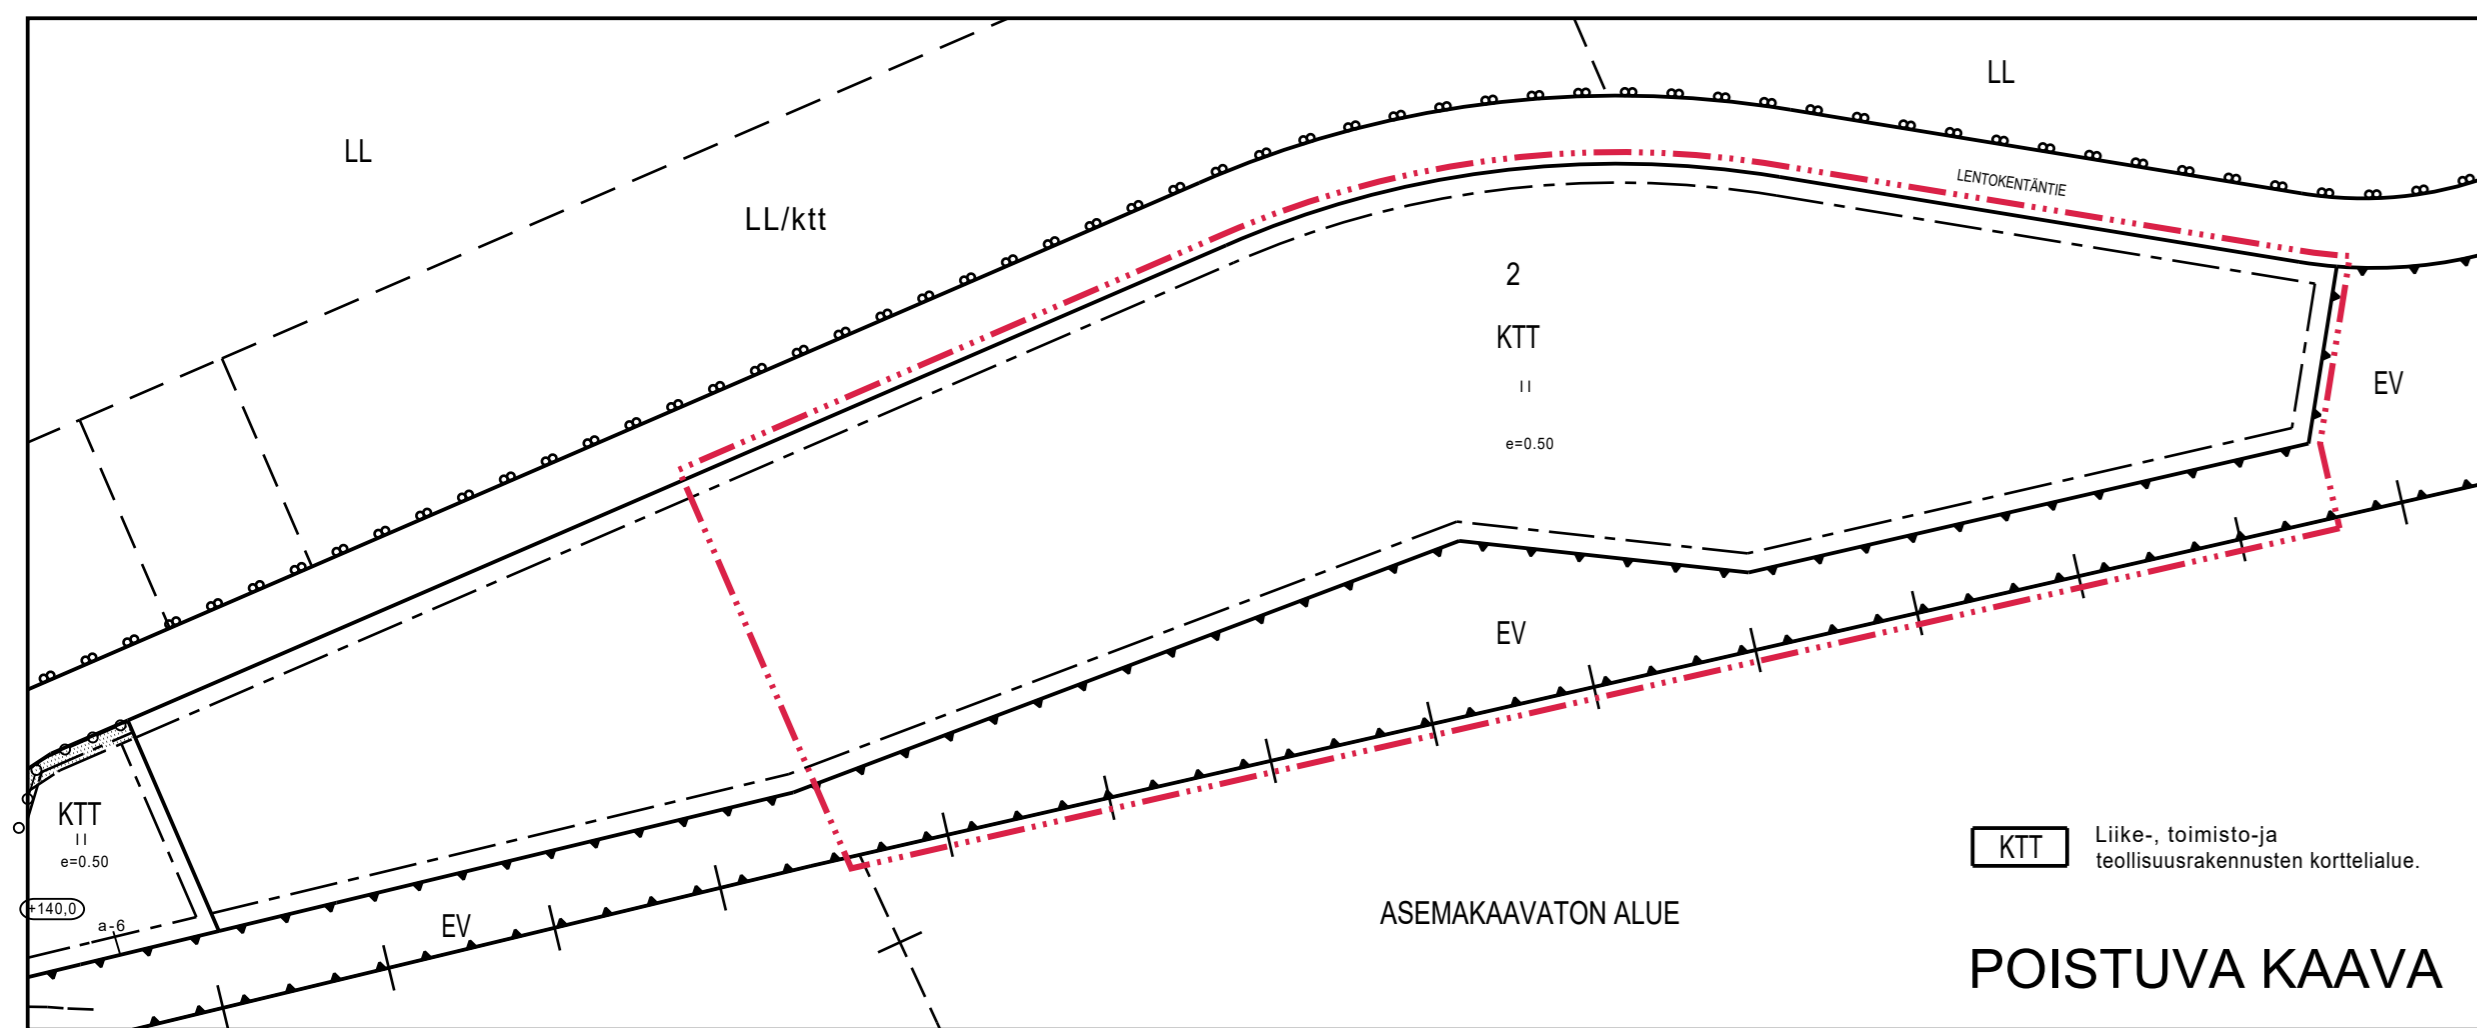 LL
LL
LENTOKENTÄNTIE
LL/ktt
2
KTT
II
e=0.50
EV
EV
KTT
II
e=0.50
+140,0
a-6
EV
KTT
Liike-, toimisto-ja
teollisuusrakennusten korttelialue.
ASEMAKAAVATON ALUE
POISTUVA KAAVA